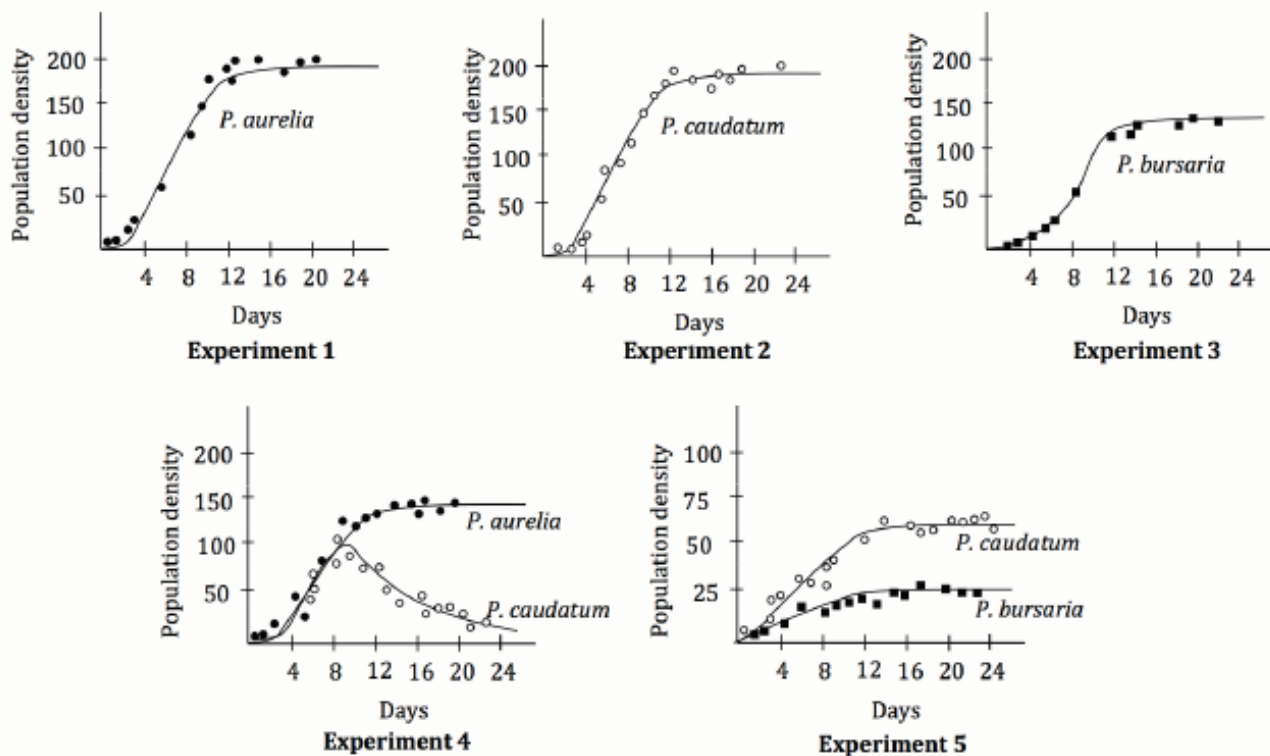 Population density
200
150
100
50
P. aurelia
4 8 12 16 20 24
Days
Experiment 1
Population density
200
150
100
50
P. caudatum
4 8 12 16 20 24
Days
Experiment 2
Population density
200
150
100
50
P. bursaria
4 8 12 16 20 24
Days
Experiment 3
Population density
200
150
100
50
P. aurelia
P. caudatum
4 8 12 16 20 24
Days
Experiment 4
Population density
100
75
50
25
P. caudatum
P. bursaria
4 8 12 16 20 24
Days
Experiment 5